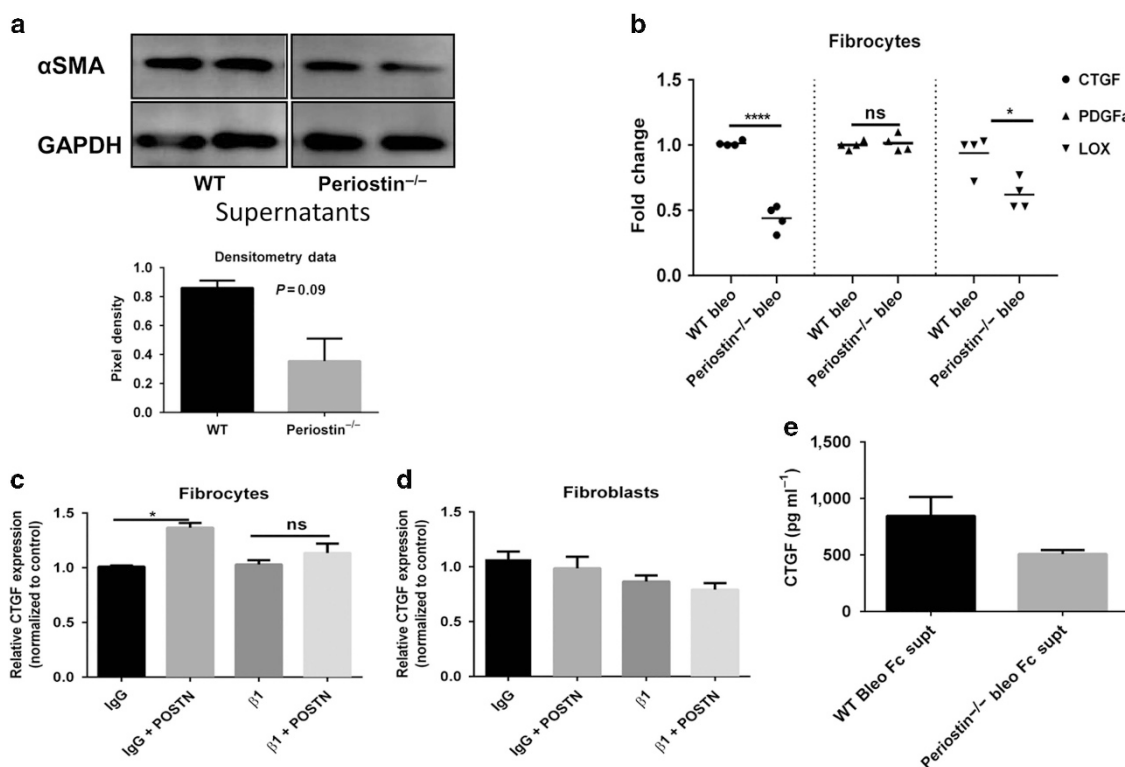 a
αSMA
GAPDH
WT
Periostin−/−
Supernatants
Densitometry data
P = 0.09
Pixel density
1.0
0.8
0.6
0.4
0.2
0.0
WT
Periostin−/−
b
Fibrocytes
CTGF
PDGFa
LOX
****
ns
*
Fold change
1.5
1.0
0.5
0.0
WT bleo
Periostin−/− bleo
WT bleo
Periostin−/− bleo
WT bleo
Periostin−/− bleo
c
Fibrocytes
*
ns
Relative CTGF expression
(normalized to control)
1.5
1.0
0.5
0.0
IgG
IgG + POSTN
β1
β1 + POSTN
d
Fibroblasts
Relative CTGF expression
(normalized to control)
1.5
1.0
0.5
0.0
IgG
IgG + POSTN
β1
β1 + POSTN
e
CTGF (pg ml−1)
1,500
1,000
500
0
WT Bleo Fc supt
Periostin−/− bleo Fc supt